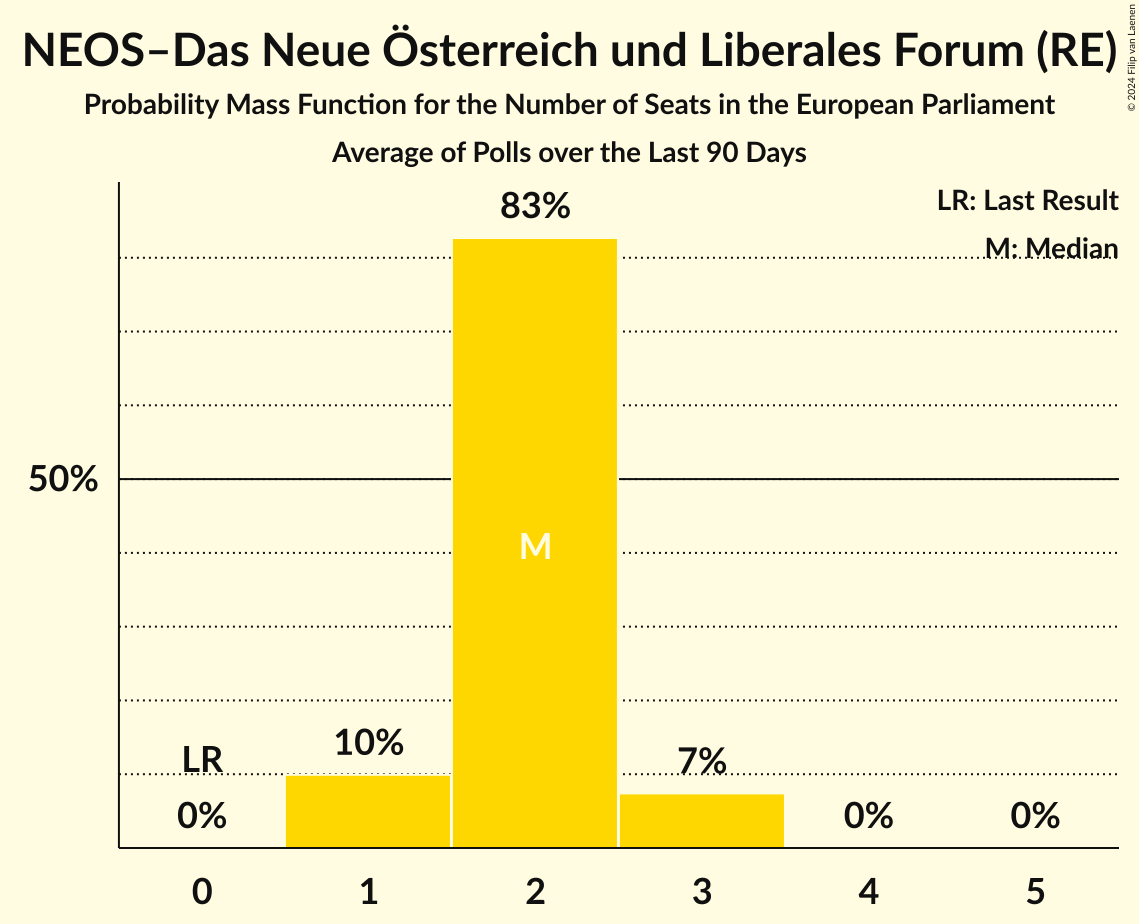 NEOS–Das Neue Österreich und Liberales Forum (RE)
© 2024 Filip van Laenen
Probability Mass Function for the Number of Seats in the European Parliament
Average of Polls over the Last 90 Days
LR: Last Result
M: Median
83%
50%
M
LR
10%
7%
0%
0%
0%
0 1 2 3 4 5